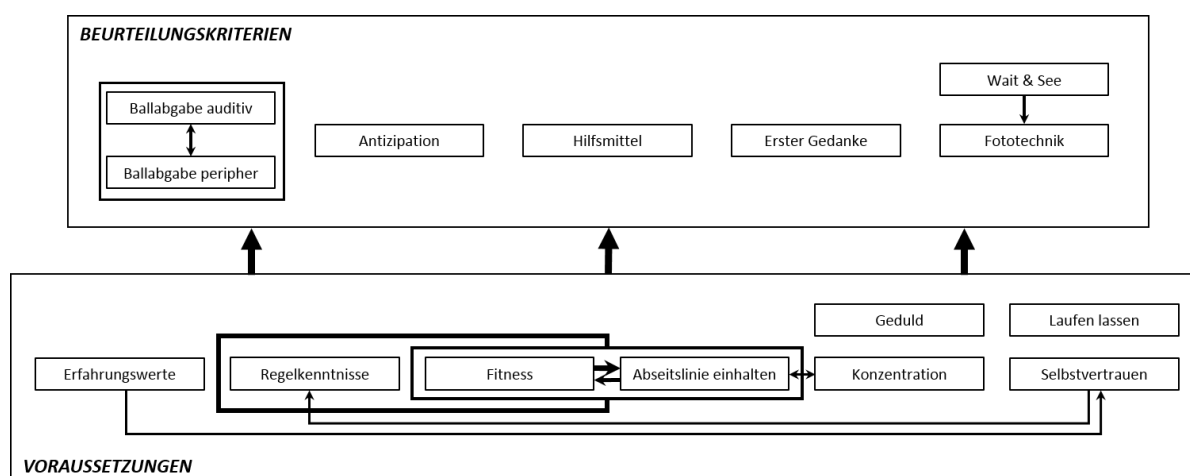 BEURTEILUNGSKRITERIEN
Wait & See
Ballabgabe auditiv
Antizipation
Hilfsmittel
Erster Gedanke
Fototechnik
Ballabgabe peripher
Geduld
Laufen lassen
Erfahrungswerte
Regelkenntnisse
Fitness
Abseitslinie einhalten
Konzentration
Selbstvertrauen
VORAUSSETZUNGEN